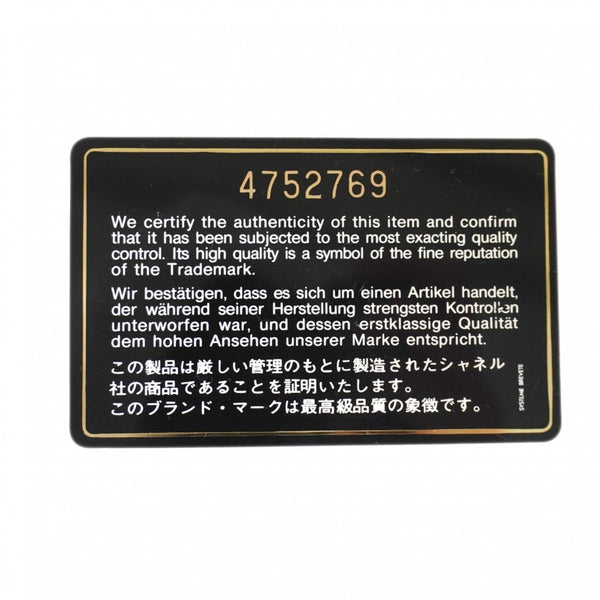 4752769
We certify the authenticity of this item and confirm
that it has been subjected to the most exacting quality
control. Its high quality is a symbol of the fine reputation
of the Trademark.
Wir bestätigen, dass es sich um einen Artikel handelt,
der während seiner Herstellung strengsten Kontrollen
unterworfen war, und dessen erstklassige Qualität
dem hohen Ansehen unserer Marke entspricht.
この製品は厳しい管理のもとに製造されたシャネル
社の商品であることを証明いたします。
このブランド・マークは最高級品質の象徴です。
SYSTEME BREVETE